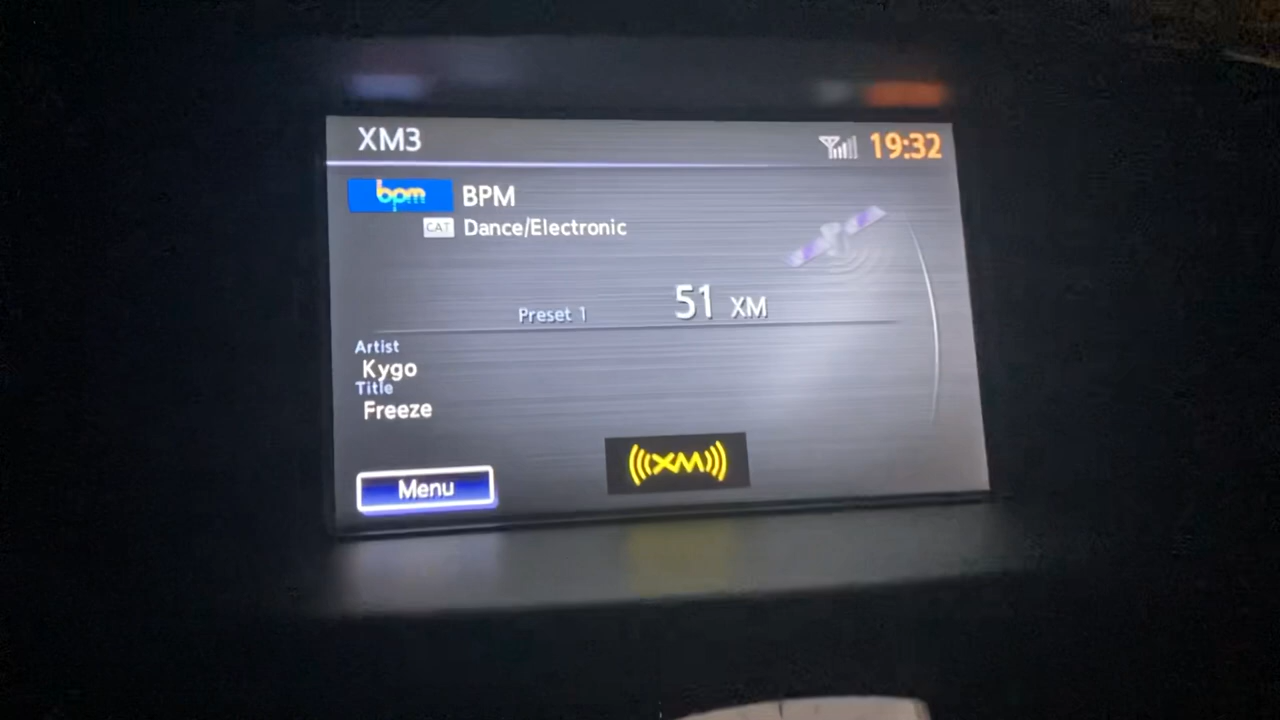 XM3
19:32
bpm BPM
CAT Dance/Electronic
Preset 1 51 XM
Artist
Kygo
Title
Freeze
Menu
XM